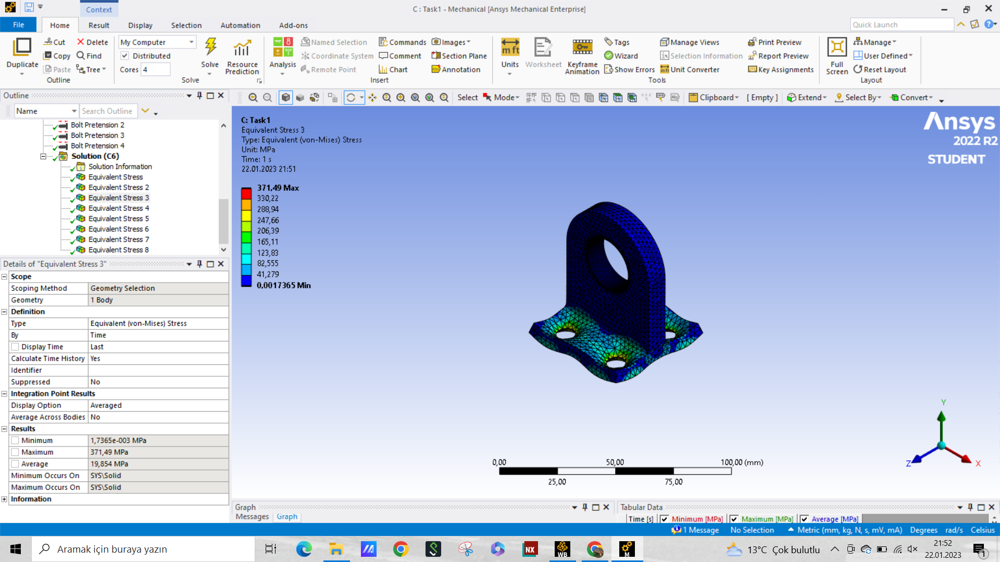 Context
C : Task1 - Mechanical [Ansys Mechanical Enterprise]
File Home Result Display Selection Automation Add-ons
Quick Launch
Duplicate
Cut
Copy
Paste
Delete
Find
Tree
Outline
My Computer
Distributed
Cores 4
Solve
Resource Prediction
Solve
Analysis
Named Selection
Coordinate System
Remote Point
Commands
Comment
Chart
Images
Section Plane
Annotation
Insert
Units
Worksheet
Keyframe Animation
Tags
Wizard
Show Errors
Manage Views
Selection Information
Unit Converter
Print Preview
Report Preview
Key Assignments
Tools
Full Screen
Manage
User Defined
Reset Layout
Layout
Outline
Name
Search Outline
Select Mode Clipboard [ Empty ] Extend Select By Convert
Bolt Pretension 2
Bolt Pretension 3
Bolt Pretension 4
Solution (C6)
Solution Information
Equivalent Stress
Equivalent Stress 2
Equivalent Stress 3
Equivalent Stress 4
Equivalent Stress 5
Equivalent Stress 6
Equivalent Stress 7
Equivalent Stress 8
Details of "Equivalent Stress 3"
Scope
Scoping Method Geometry Selection
Geometry 1 Body
Definition
Type Equivalent (von-Mises) Stress
By Time
Display Time Last
Calculate Time History Yes
Identifier
Suppressed No
Integration Point Results
Display Option Averaged
Average Across Bodies No
Results
Minimum 1,7365e-003 MPa
Maximum 371,49 MPa
Average 19,854 MPa
Minimum Occurs On SYS\Solid
Maximum Occurs On SYS\Solid
Information
C: Task1
Equivalent Stress 3
Type: Equivalent (von-Mises) Stress
Unit: MPa
Time: 1 s
22.01.2023 21:51
371,49 Max
330,22
288,94
247,66
206,39
165,11
123,83
82,555
41,279
0,0017365 Min
Ansys
2022 R2
STUDENT
Y
Z
X
0,00 50,00 100,00 (mm)
25,00 75,00
Graph
Messages Graph
Tabular Data
Time [s] Minimum [MPa] Maximum [MPa] Average [MPa]
1 Message No Selection Metric (mm, kg, N, s, mV, mA) Degrees rad/s Celsius
Aramak için buraya yazın
NX
WB
M
13°C Çok bulutlu
21:52
22.01.2023
1